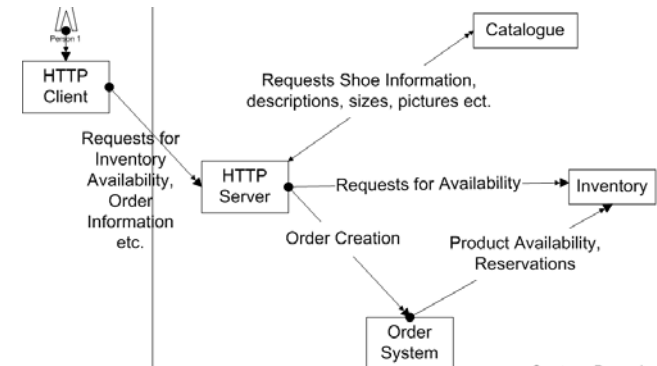 Person 1
HTTP
Client
Catalogue
Requests Shoe Information,
descriptions, sizes, pictures ect.
Requests for
Inventory
Availability,
Order
Information
etc.
HTTP
Server
Requests for Availability
Inventory
Order Creation
Product Availability,
Reservations
Order
System